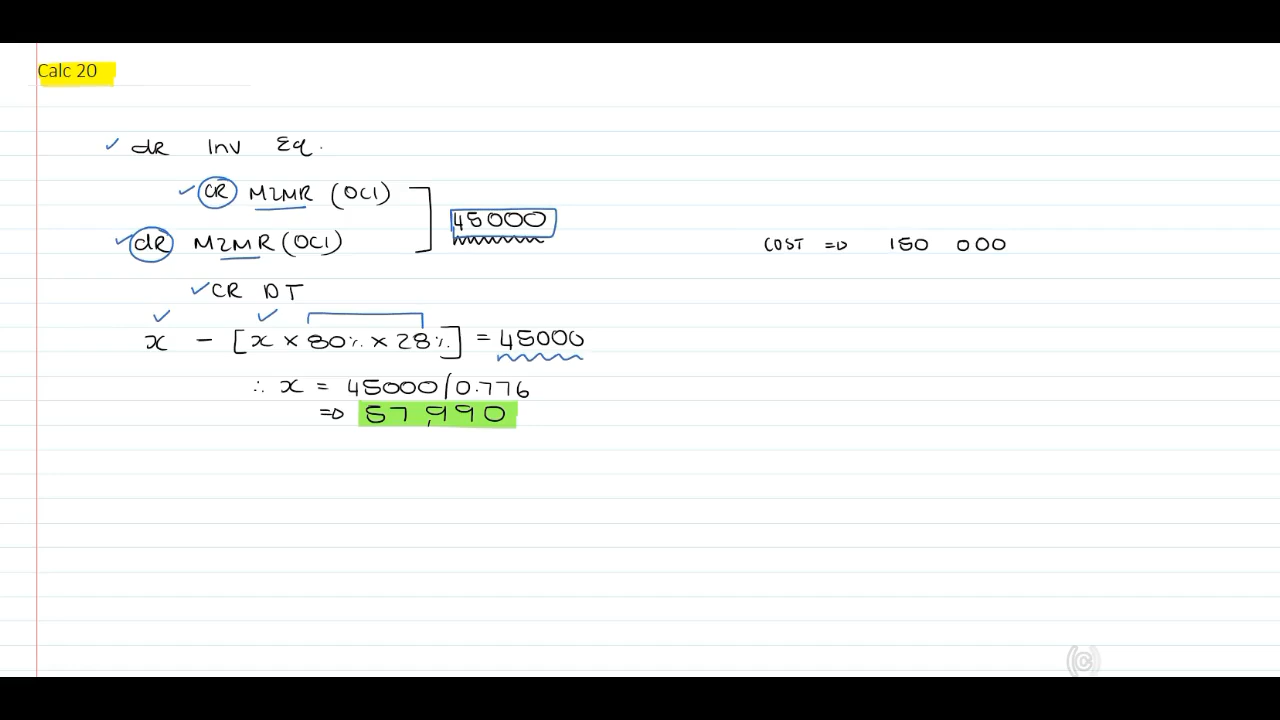 Calc 20
dR Inv Eq.
CR M2MR (OCI)
45000
dR M2MR (OCI)
COST => 150 000
CR DT
x - [x × 80% × 28%] = 45000
∴ x = 45000/0.776
=> 57,990
(C)